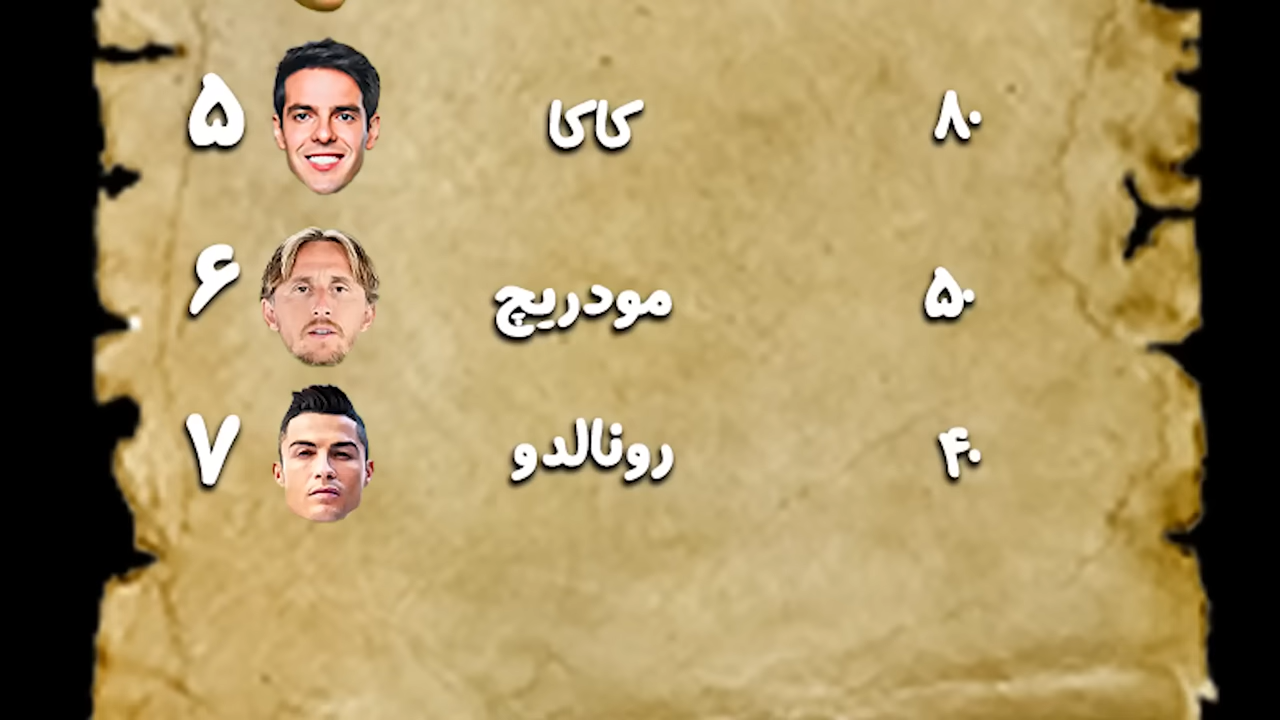 ۵ کاکا ۸۰
۶ مودریچ ۵۰
۷ رونالدو ۴۰